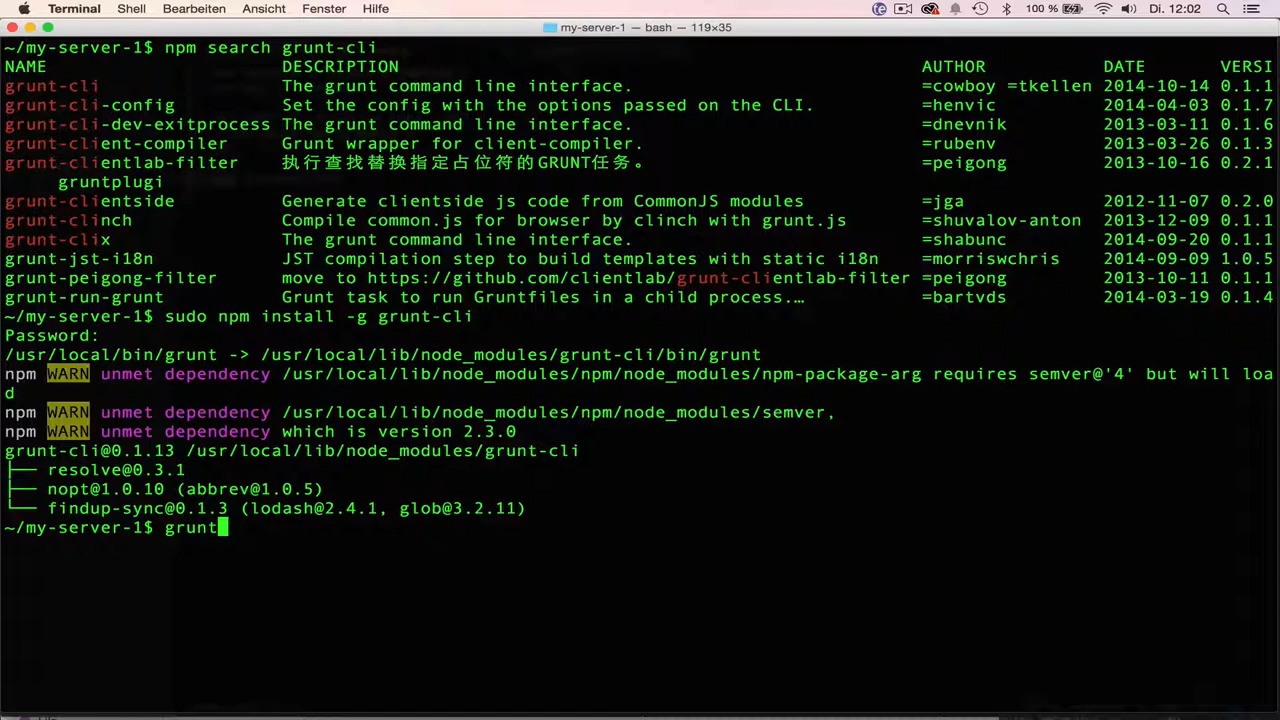 Terminal Shell Bearbeiten Ansicht Fenster Hilfe 100 % Di. 12:02
my-server-1 — bash — 119×35
~/my-server-1$ npm search grunt-cli
NAME DESCRIPTION AUTHOR DATE VERSI
grunt-cli The grunt command line interface. =cowboy =tkellen 2014-10-14 0.1.1
grunt-cli-config Set the config with the options passed on the CLI. =henvic 2014-04-03 0.1.7
grunt-cli-dev-exitprocess The grunt command line interface. =dnevnik 2013-03-11 0.1.6
grunt-client-compiler Grunt wrapper for client-compiler. =rubenv 2013-03-26 0.1.3
grunt-clientlab-filter 执行查找替换指定占位符的GRUNT任务。 =peigong 2013-10-16 0.2.1
gruntplugi
grunt-clientside Generate clientside js code from CommonJS modules =jga 2012-11-07 0.2.0
grunt-clinch Compile common.js for browser by clinch with grunt.js =shuvalov-anton 2013-12-09 0.1.1
grunt-clix The grunt command line interface. =shabunc 2014-09-20 0.1.1
grunt-jst-i18n JST compilation step to build templates with static i18n =morriswchris 2014-09-09 1.0.5
grunt-peigong-filter move to https://github.com/clientlab/grunt-clientlab-filter =peigong 2013-10-11 0.1.1
grunt-run-grunt Grunt task to run Gruntfiles in a child process.… =bartvds 2014-03-19 0.1.4
~/my-server-1$ sudo npm install -g grunt-cli
Password:
/usr/local/bin/grunt -> /usr/local/lib/node_modules/grunt-cli/bin/grunt
npm WARN unmet dependency /usr/local/lib/node_modules/npm/node_modules/npm-package-arg requires semver@'4' but will loa
d
npm WARN unmet dependency /usr/local/lib/node_modules/npm/node_modules/semver,
npm WARN unmet dependency which is version 2.3.0
grunt-cli@0.1.13 /usr/local/lib/node_modules/grunt-cli
├── resolve@0.3.1
├── nopt@1.0.10 (abbrev@1.0.5)
└── findup-sync@0.1.3 (lodash@2.4.1, glob@3.2.11)
~/my-server-1$ grunt